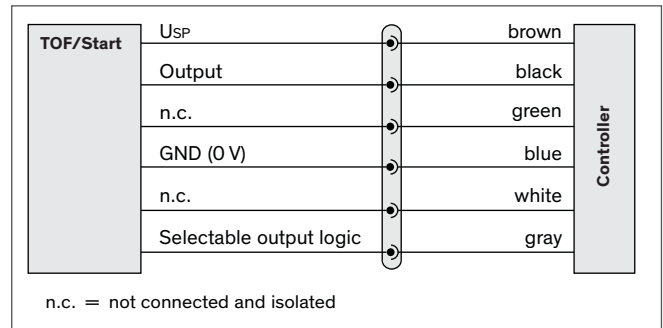 TOF/Start
USP brown
Output black
n.c. green
GND (0 V) blue
n.c. white
Selectable output logic gray
Controller
n.c. = not connected and isolated